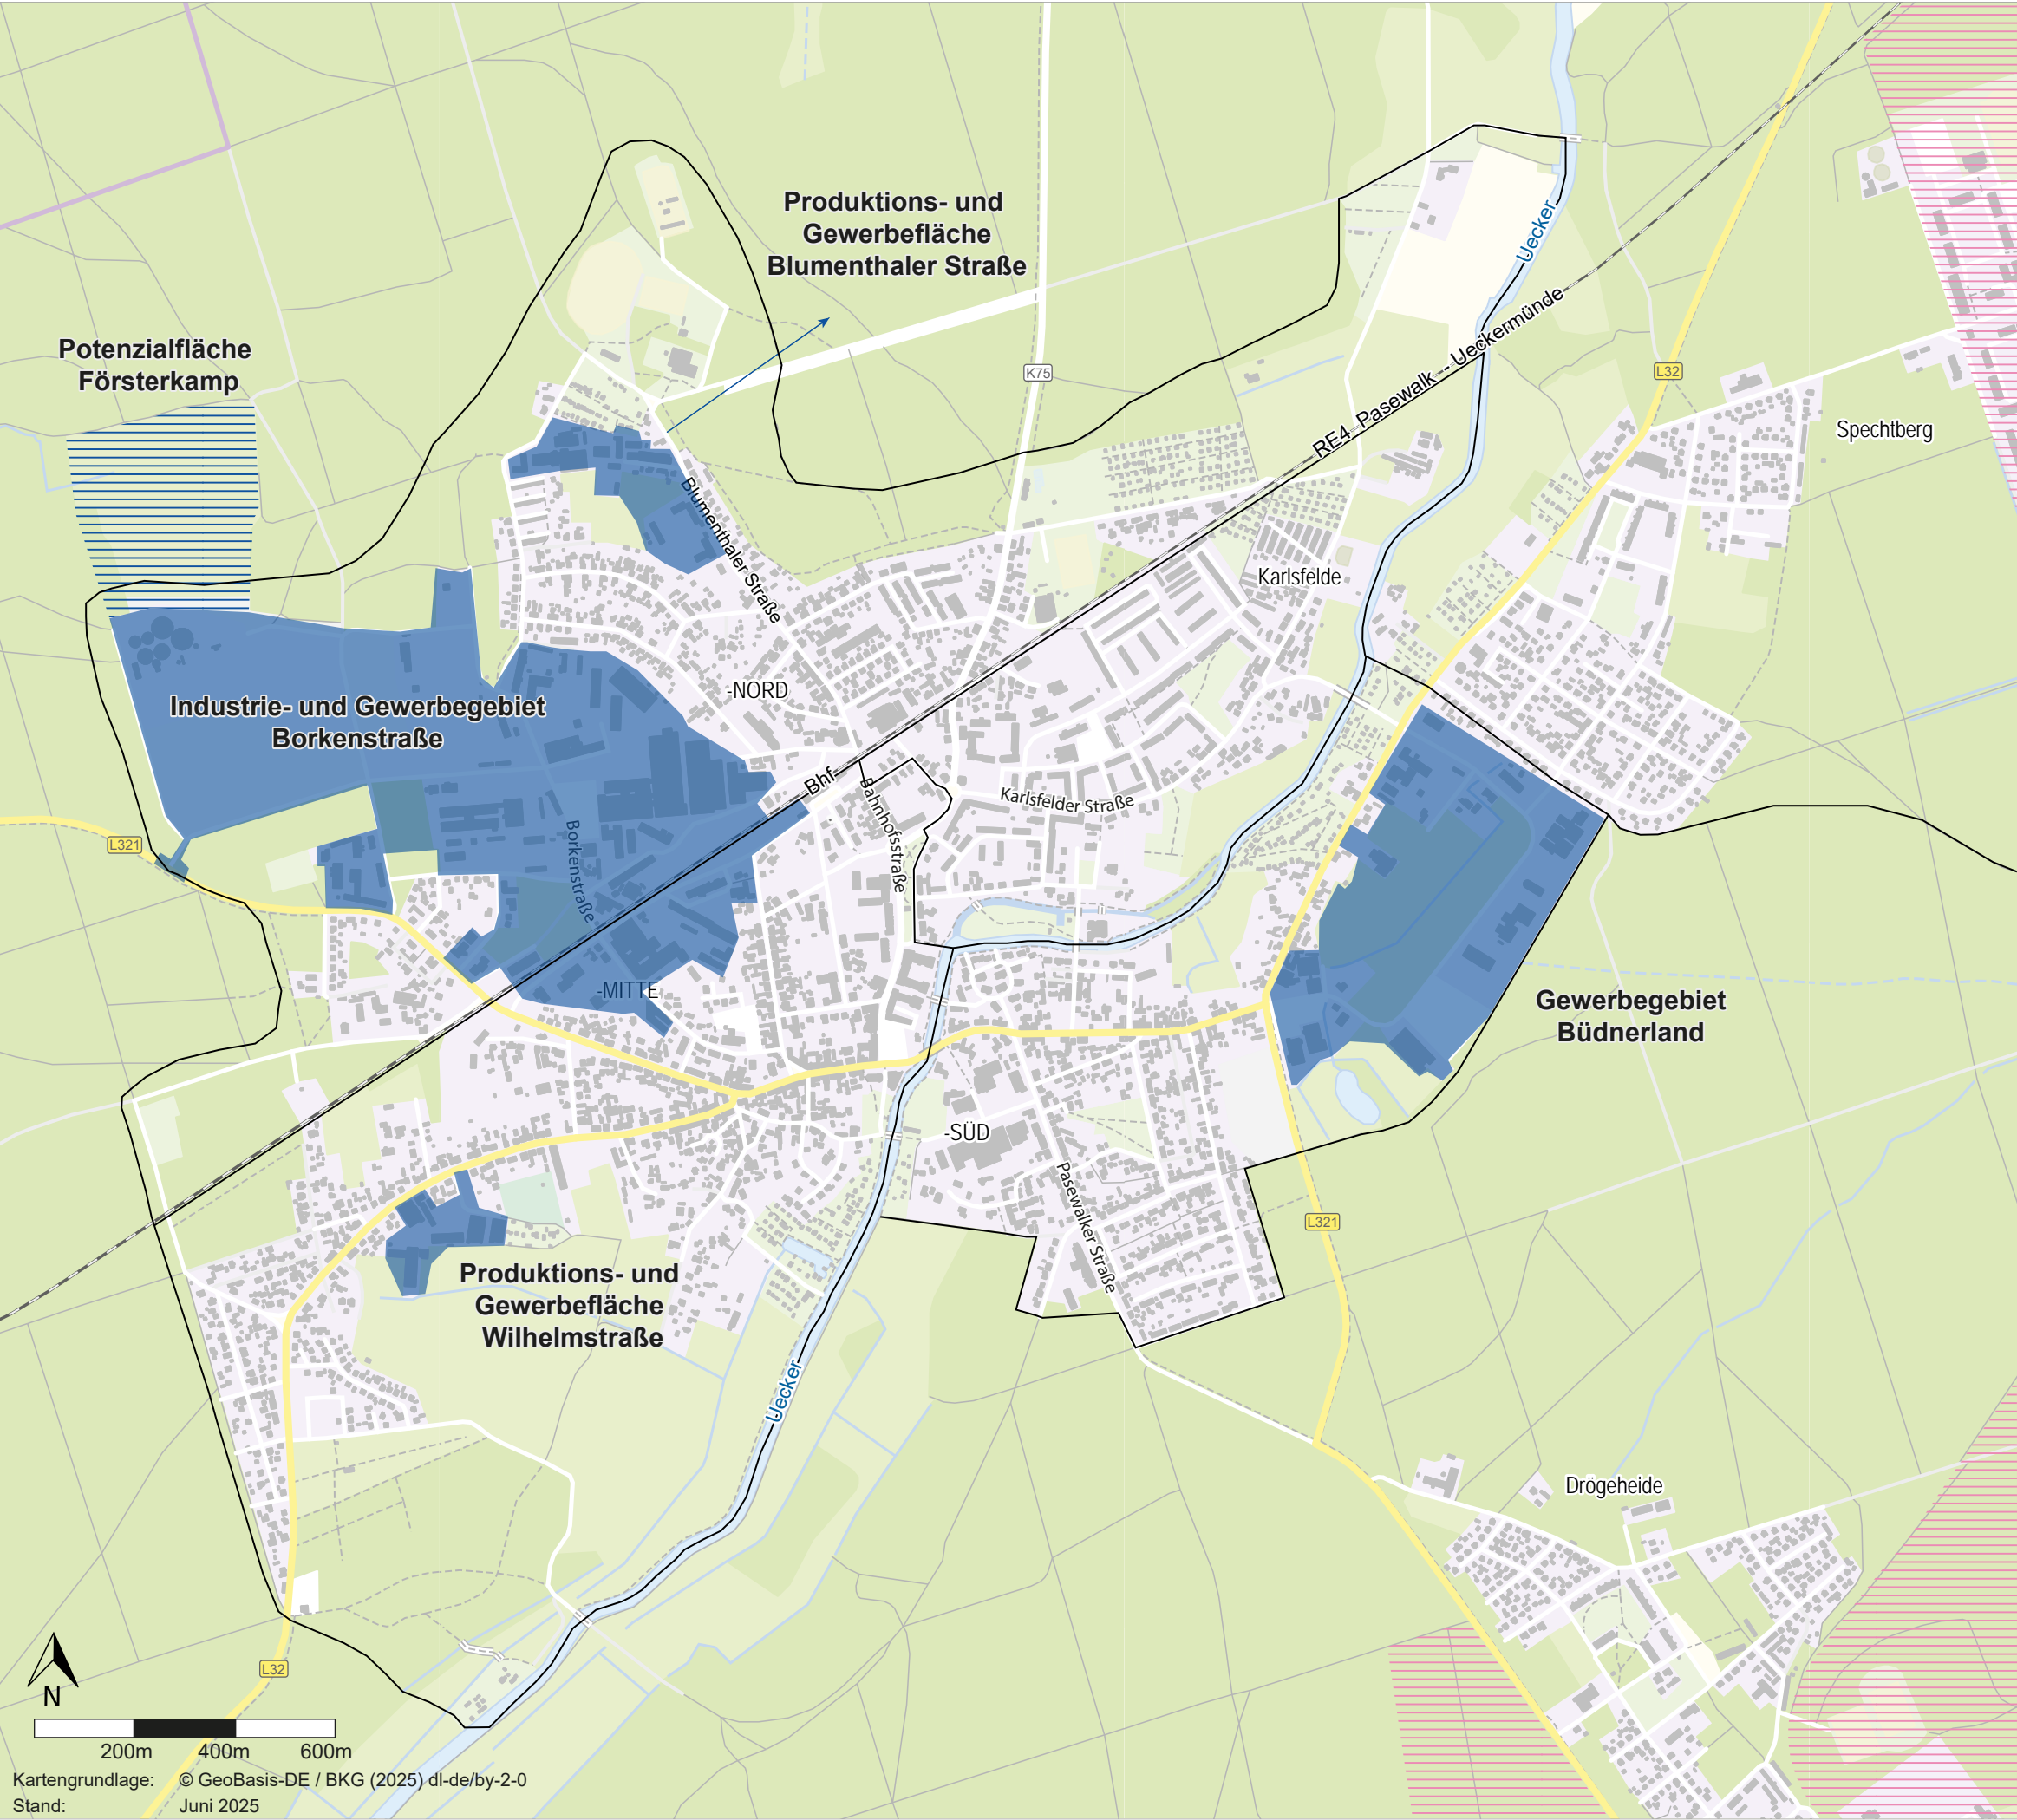 Produktions- und
Gewerbefläche
Blumenthaler Straße
Uecker
RE4 Pasewalk - Ueckermünde
Potenzialfläche
Försterkamp
K75
L32
Spechtberg
Blumenthaler Straße
Karlsfelde
-NORD
Industrie- und Gewerbegebiet
Borkenstraße
Bhf
Bahnhofsstraße
Karlsfelder Straße
L321
Borkenstraße
-MITTE
Gewerbegebiet
Büdnerland
-SÜD
Pasewalker Straße
L321
Produktions- und
Gewerbefläche
Wilhelmstraße
Uecker
Drögeheide
L32
N
200m 400m 600m
Kartengrundlage: © GeoBasis-DE / BKG (2025) dl-de/by-2-0
Stand: Juni 2025